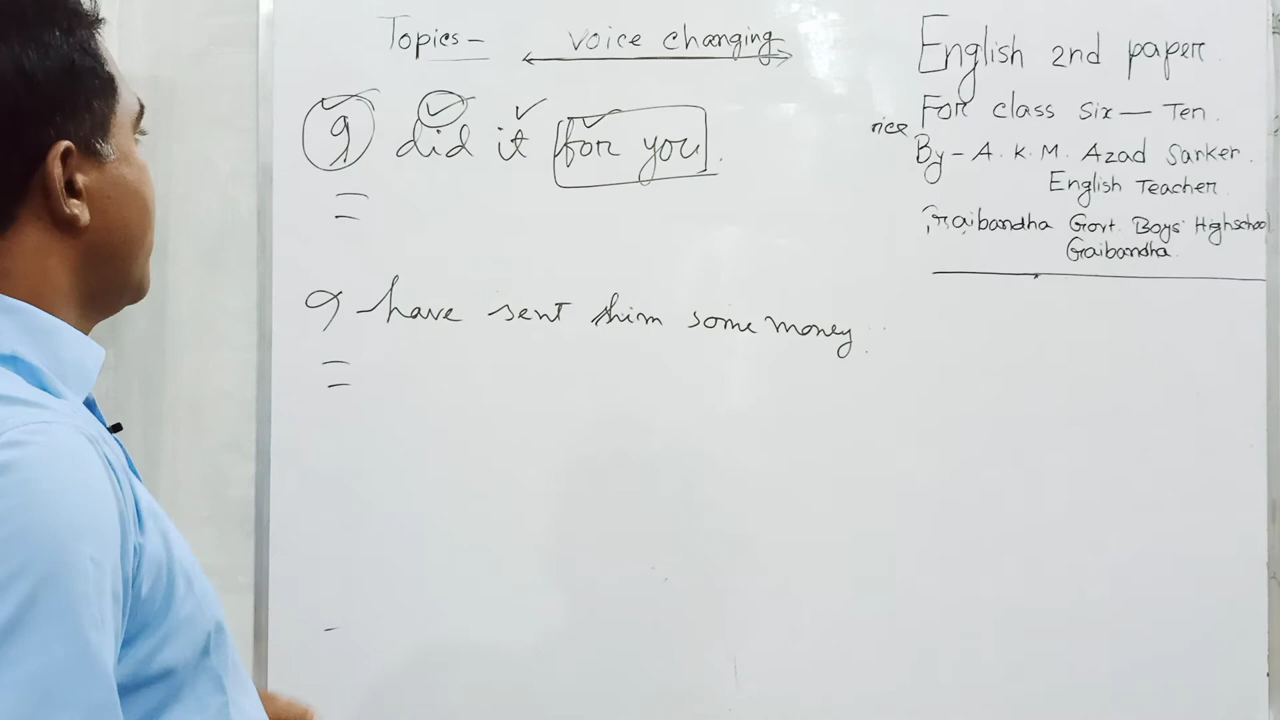 Topics - voice changing
I did it for you.
=
I have sent him some money.
=
English 2nd paper.
For class six — Ten.
rice
By - A. K. M. Azad Sarker.
English Teacher
Gaibandha Govt. Boys' Highschool
Gaibandha.